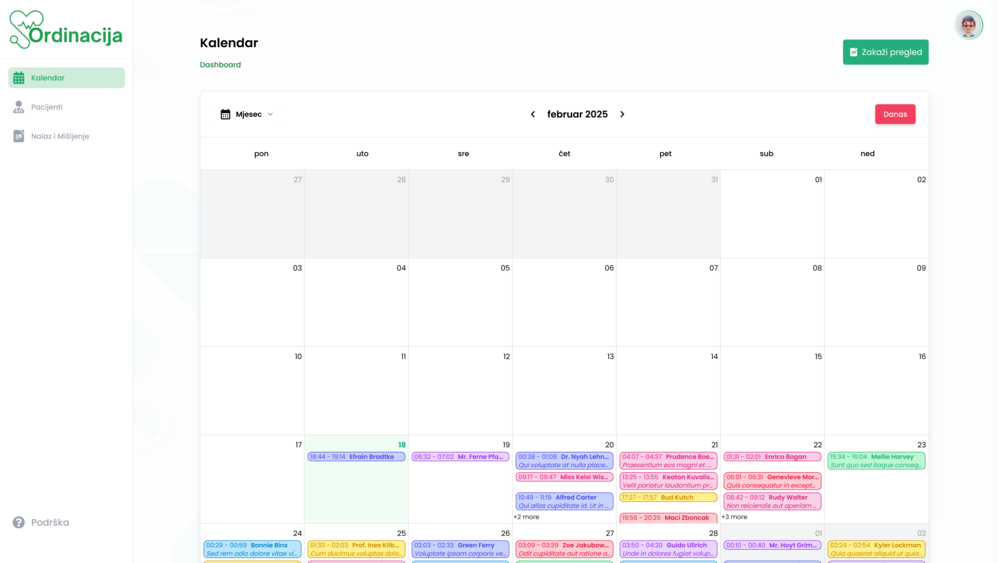 Ordinacija
Kalendar
Pacijenti
Nalaz i Mišljenje
Podrška
Kalendar
Dashboard
Zakaži pregled
Mjesec
februar 2025
Danas
pon uto sre čet pet sub ned
27 28 29 30 31 01 02
03 04 05 06 07 08 09
10 11 12 13 14 15 16
17 18 19 20 21 22 23
18:44 - 19:14 Efrain Bradtke
06:32 - 07:02 Mr. Ferne Pfa...
00:38 - 01:08 Dr. Nyah Lehn...
Qui voluptate at nulla place...
09:17 - 09:47 Miss Kelsi Wis...
10:49 - 11:19 Alfred Carter
Qui alias cupiditate id. Ut in ...
+2 more
04:07 - 04:37 Prudence Boe...
Praesentium eos magni et. ...
13:25 - 13:55 Keaton Kuvalis...
Velit pariatur laudantium pr...
17:27 - 17:57 Bud Kutch
19:56 - 20:26 Maci Zboncak
01:31 - 02:01 Enrico Bogan
06:01 - 06:31 Genevieve Mor...
Quis consequatur in except...
08:42 - 09:12 Rudy Walter
Non reiciendis aut aperiam ...
+3 more
15:34 - 16:04 Mellie Harvey
Sunt quo sed itaque conseq...
24 25 26 27 28 01 02
00:29 - 00:59 Bonnie Bins
Sed rem odio dolore vitae vi...
01:33 - 02:03 Prof. Ines Kilb...
Cum ducimus voluptas dolo...
02:03 - 02:33 Green Ferry
Voluptate ipsam corporis ve...
03:09 - 03:39 Zoe Jakubow...
Odit cupiditate aut ratione a...
03:50 - 04:20 Guido Ullrich
Unde in dolores fugiat volup...
00:10 - 00:40 Mr. Hoyt Grim...
02:24 - 02:54 Kyler Lockman
Quia quaerat aliquid ut quia...